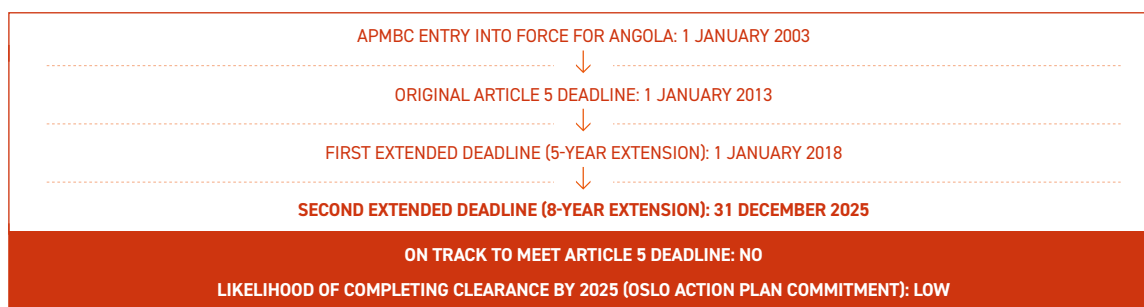 APMBC ENTRY INTO FORCE FOR ANGOLA: 1 JANUARY 2003
ORIGINAL ARTICLE 5 DEADLINE: 1 JANUARY 2013
FIRST EXTENDED DEADLINE (5-YEAR EXTENSION): 1 JANUARY 2018
SECOND EXTENDED DEADLINE (8-YEAR EXTENSION): 31 DECEMBER 2025
ON TRACK TO MEET ARTICLE 5 DEADLINE: NO
LIKELIHOOD OF COMPLETING CLEARANCE BY 2025 (OSLO ACTION PLAN COMMITMENT): LOW